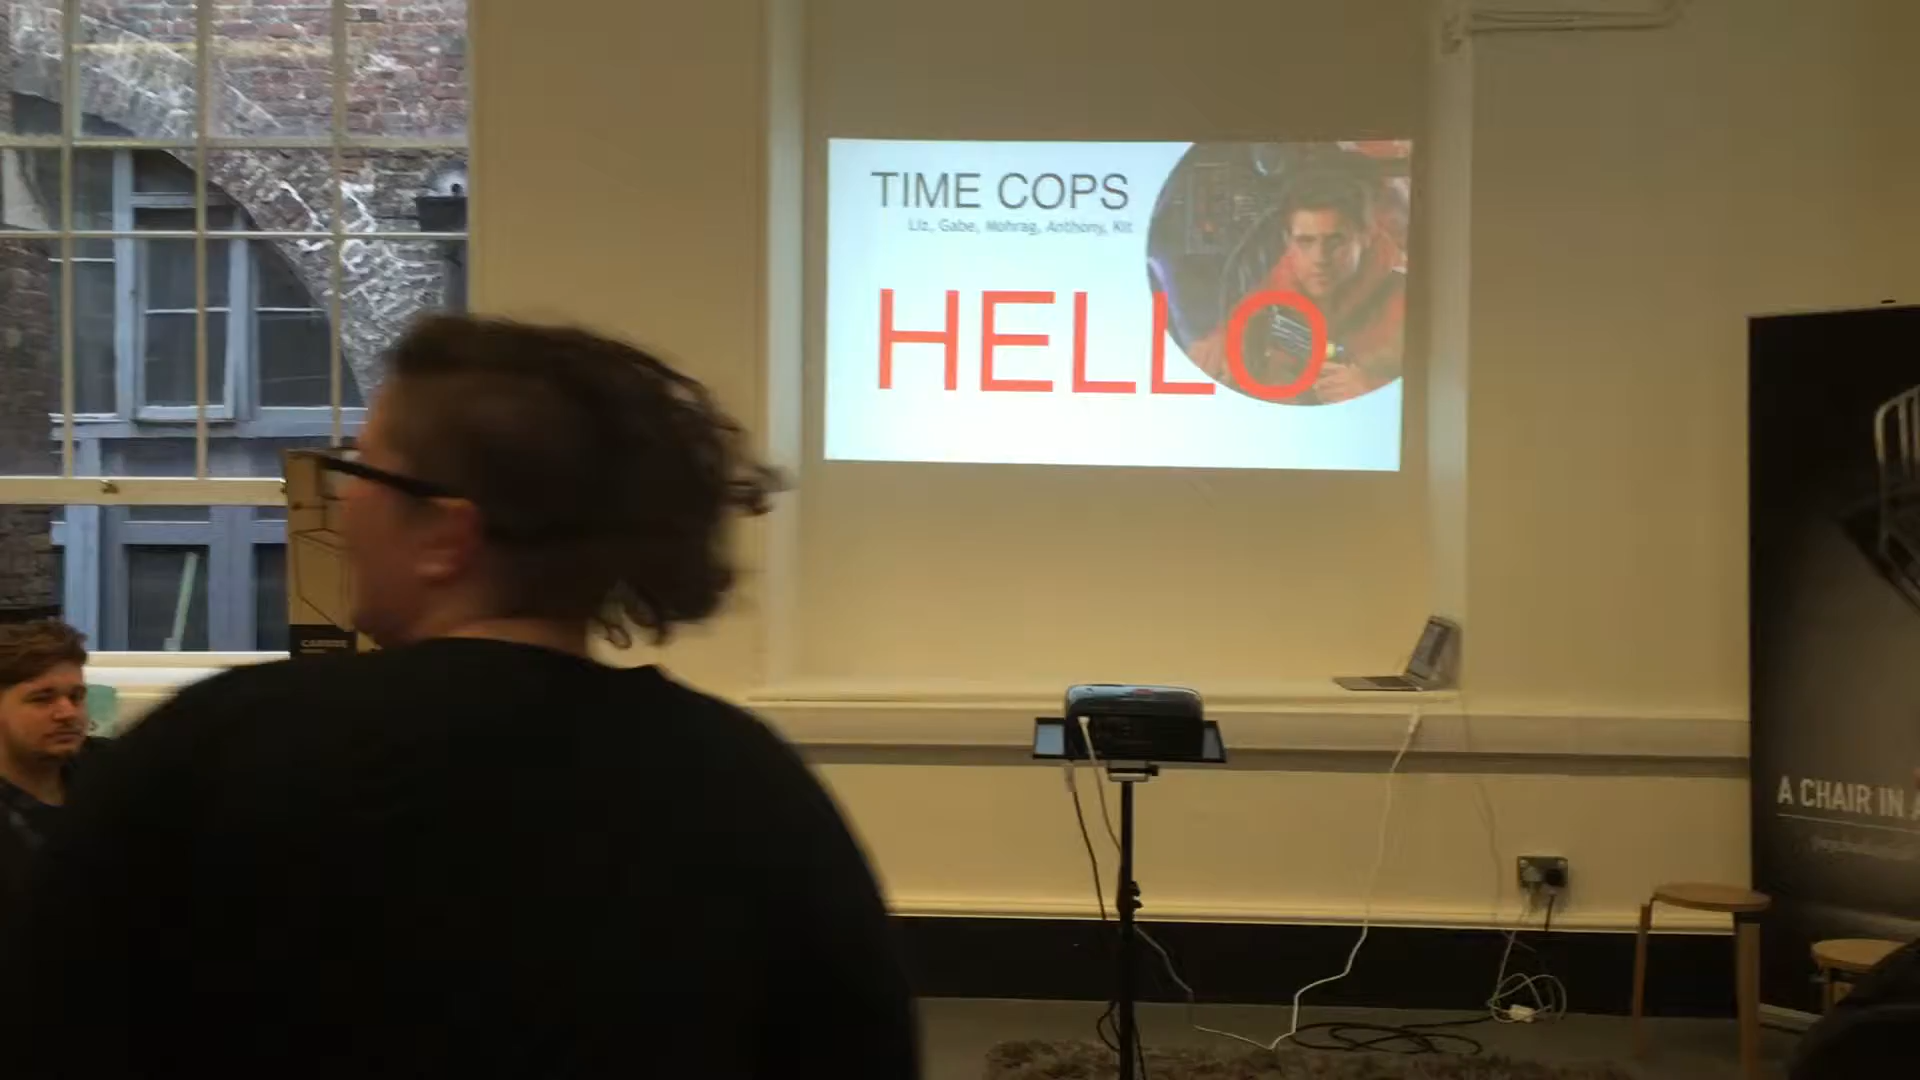 TIME COPS
Liz, Gabe, Mohrag, Anthony, Kit
HELLO
A CHAIR IN